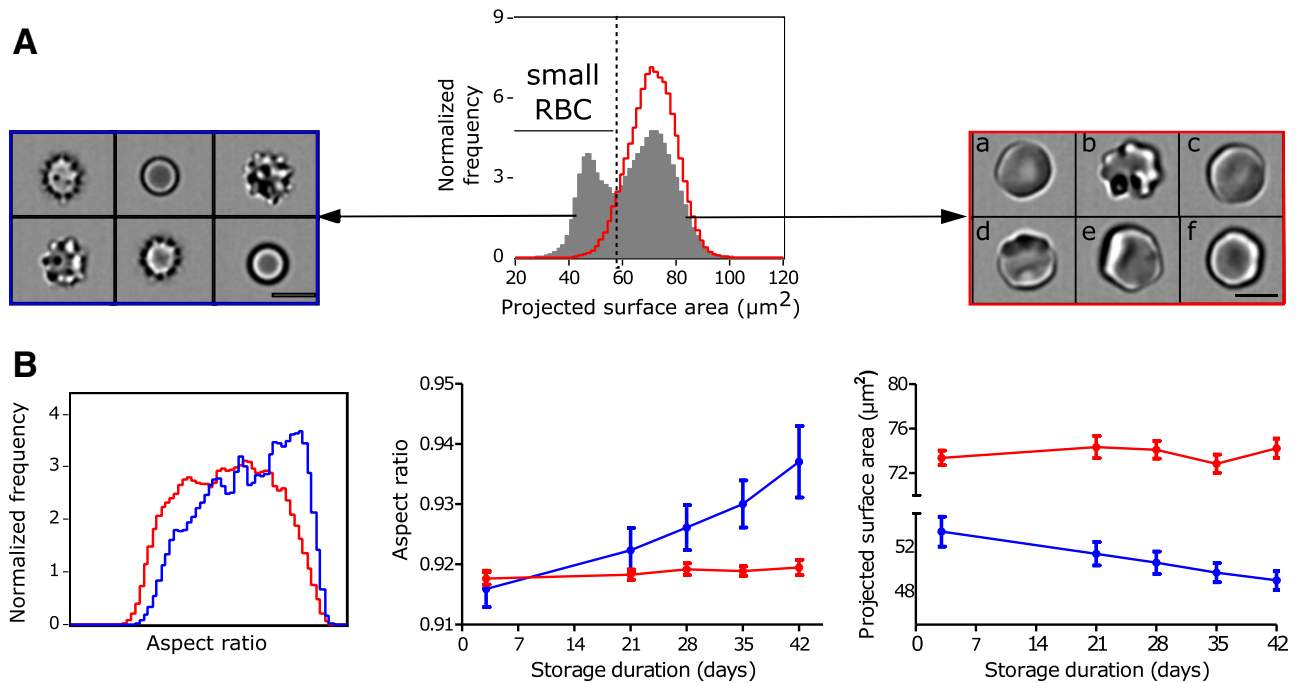 A
9
6
3
0
Normalized
frequency
small
RBC
20 40 60 80 100 120
Projected surface area (µm²)
a b c
d e f
B
4
3
2
1
0
Normalized frequency
Aspect ratio
0.95
0.94
0.93
0.92
0.91
Aspect ratio
0 7 14 21 28 35 42
Storage duration (days)
80
76
72
52
48
Projected surface area (µm²)
0 7 14 21 28 35 42
Storage duration (days)